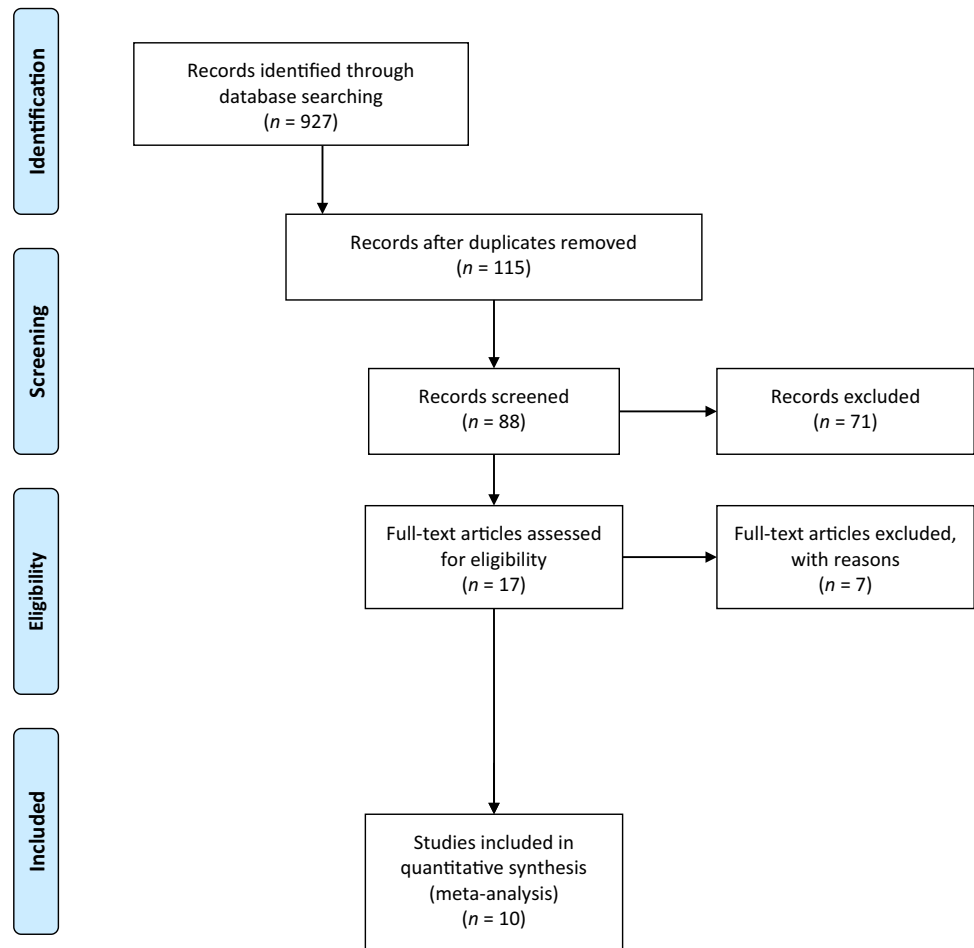 Identification
Records identified through
database searching
(n = 927)
Records after duplicates removed
(n = 115)
Screening
Records screened
(n = 88)
Records excluded
(n = 71)
Eligibility
Full-text articles assessed
for eligibility
(n = 17)
Full-text articles excluded,
with reasons
(n = 7)
Included
Studies included in
quantitative synthesis
(meta-analysis)
(n = 10)